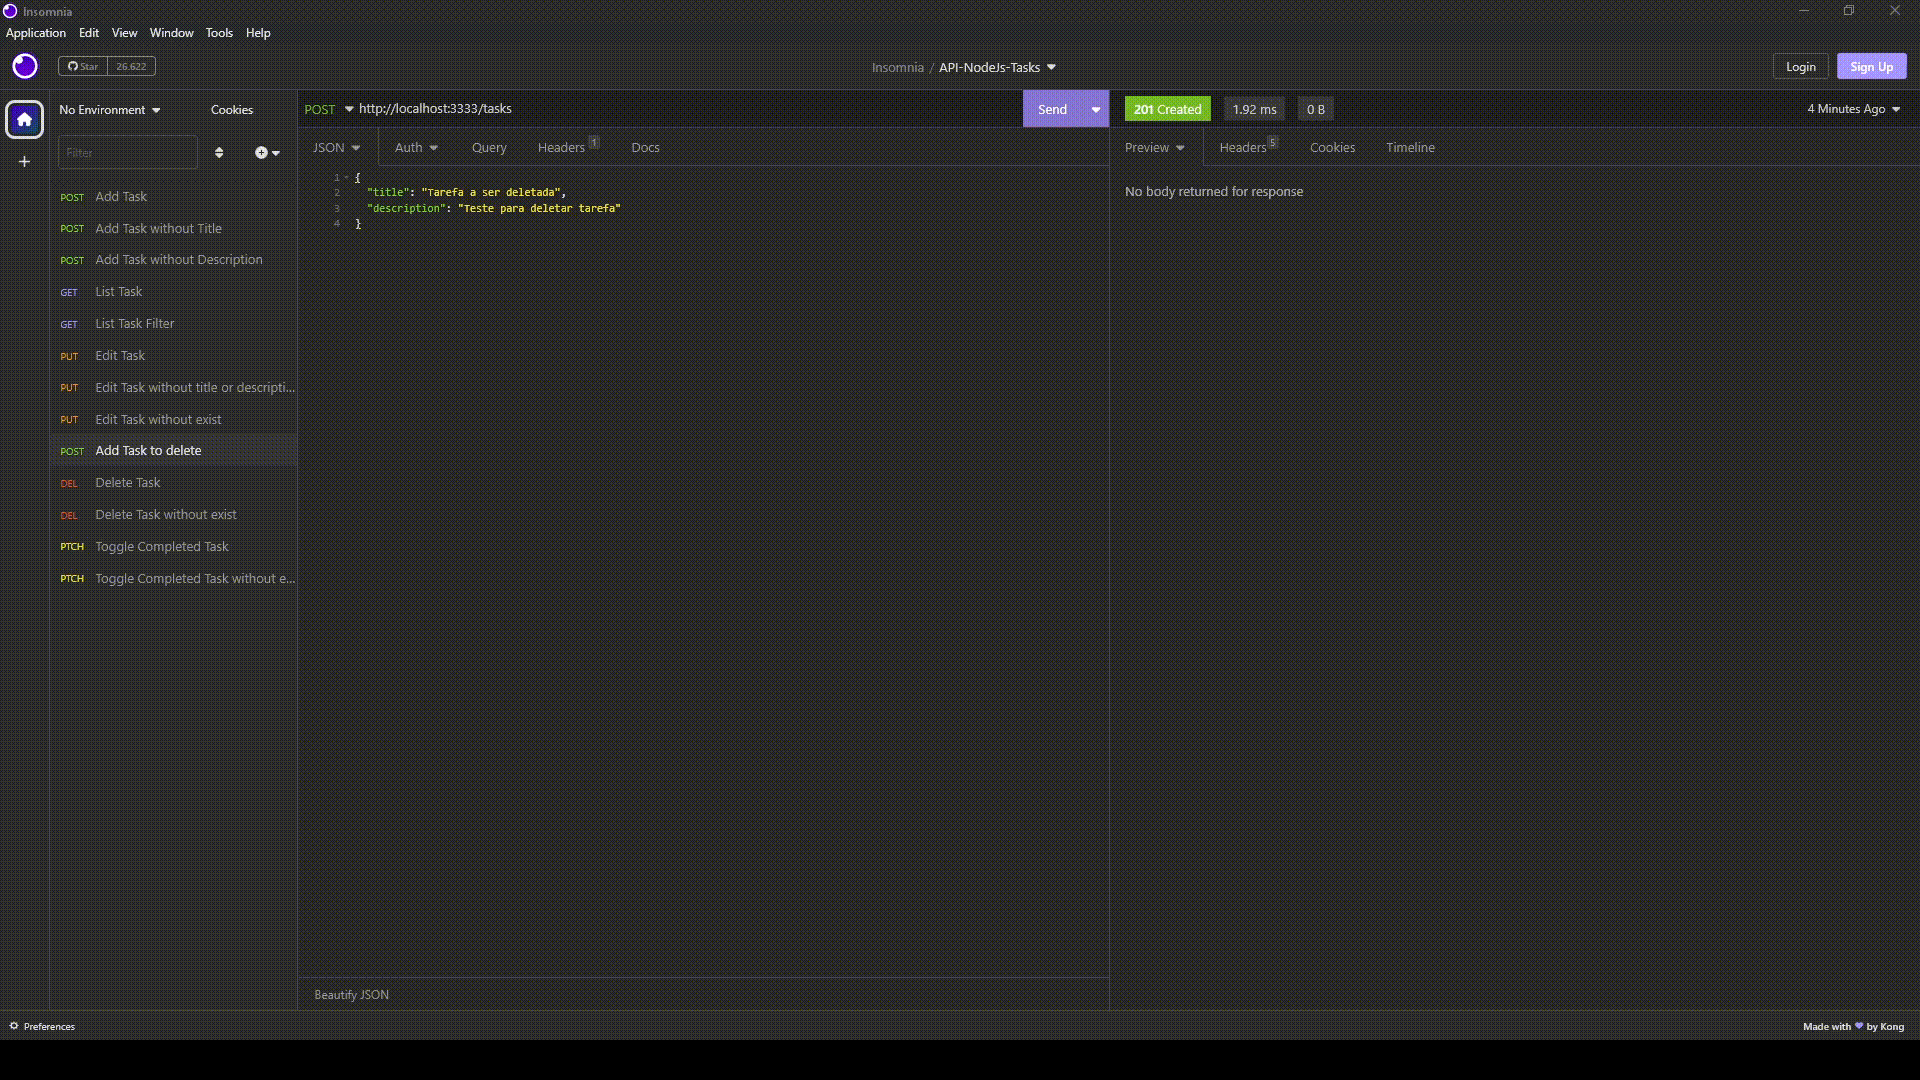 Insomnia
Application Edit View Window Tools Help
Star 26.622
Insomnia / API-NodeJs-Tasks
Login Sign Up
No Environment Cookies
Filter
POST Add Task
POST Add Task without Title
POST Add Task without Description
GET List Task
GET List Task Filter
PUT Edit Task
PUT Edit Task without title or descripti...
PUT Edit Task without exist
POST Add Task to delete
DEL Delete Task
DEL Delete Task without exist
PTCH Toggle Completed Task
PTCH Toggle Completed Task without e...
POST http://localhost:3333/tasks Send
JSON Auth Query Headers 1 Docs
1 {
2 "title": "Tarefa a ser deletada",
3 "description": "Teste para deletar tarefa"
4 }
Beautify JSON
201 Created 1.92 ms 0 B 4 Minutes Ago
Preview Headers 5 Cookies Timeline
No body returned for response
Preferences
Made with ♥ by Kong